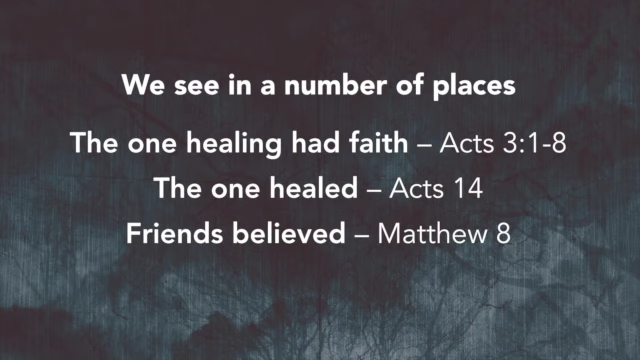 We see in a number of places
The one healing had faith – Acts 3:1-8
The one healed – Acts 14
Friends believed – Matthew 8